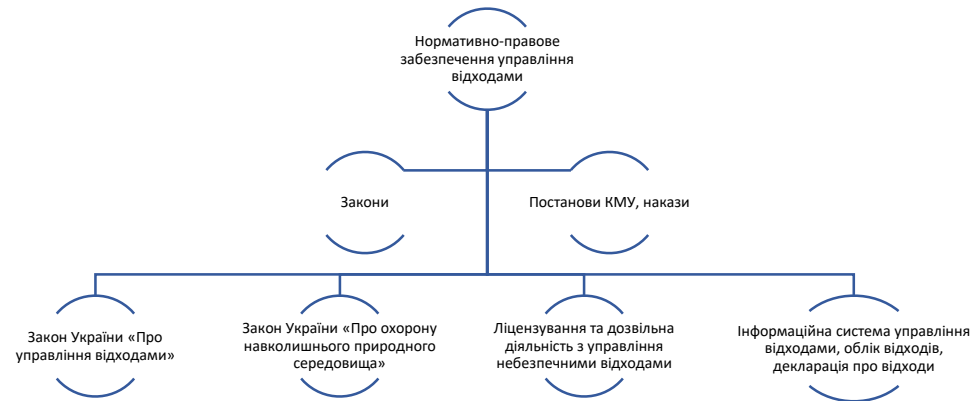 Нормативно-правове
забезпечення управління
відходами
Закони
Постанови КМУ, накази
Закон України «Про
управління відходами»
Закон України «Про охорону
навколишнього природного
середовища»
Ліцензування та дозвільна
діяльність з управління
небезпечними відходами
Інформаційна система управління
відходами, облік відходів,
декларація про відходи